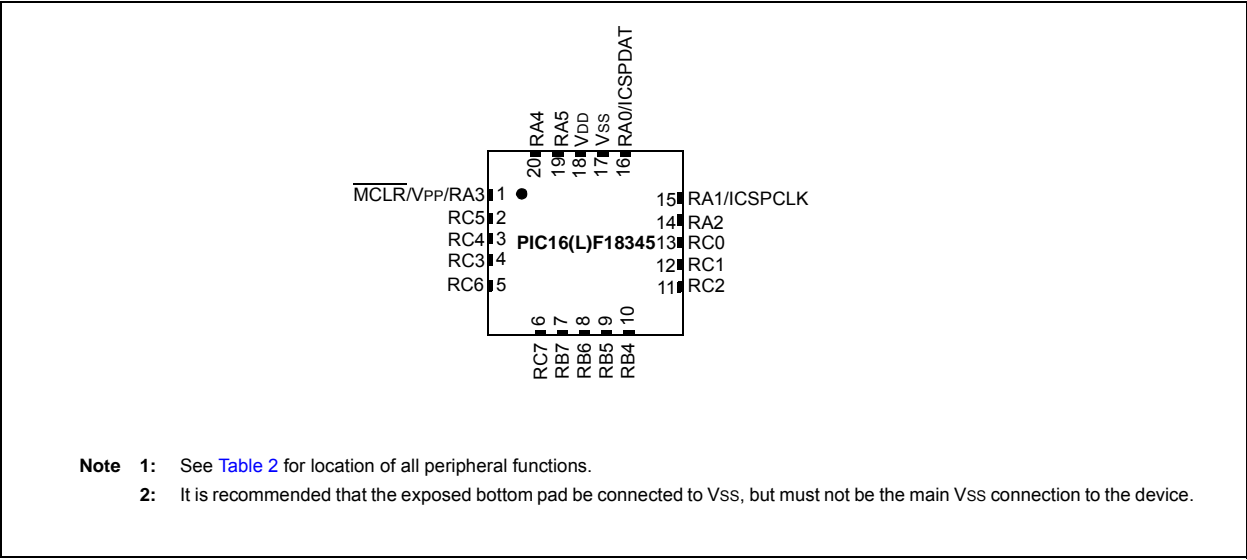 20 RA4
19 RA5
18 VDD
17 VSS
16 RA0/ICSPDAT
MCLR/VPP/RA3 1
RC5 2
RC4 3
RC3 4
RC6 5
PIC16(L)F18345
15 RA1/ICSPCLK
14 RA2
13 RC0
12 RC1
11 RC2
6 RC7
7 RB7
8 RB6
9 RB5
10 RB4
Note 1: See Table 2 for location of all peripheral functions.
2: It is recommended that the exposed bottom pad be connected to VSS, but must not be the main VSS connection to the device.